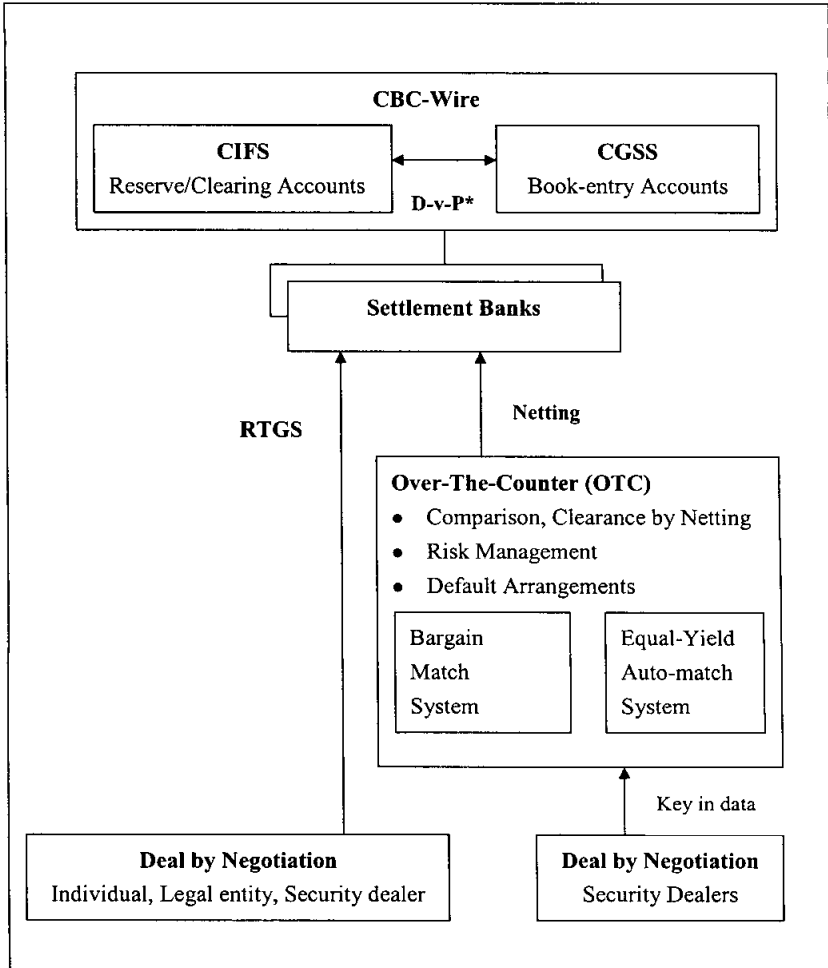 CBC-Wire
CIFS
Reserve/Clearing Accounts
CGSS
Book-entry Accounts
D-v-P*
Settlement Banks
RTGS
Netting
Over-The-Counter (OTC)
● Comparison, Clearance by Netting
● Risk Management
● Default Arrangements
Bargain
Match
System
Equal-Yield
Auto-match
System
Key in data
Deal by Negotiation
Individual, Legal entity, Security dealer
Deal by Negotiation
Security Dealers